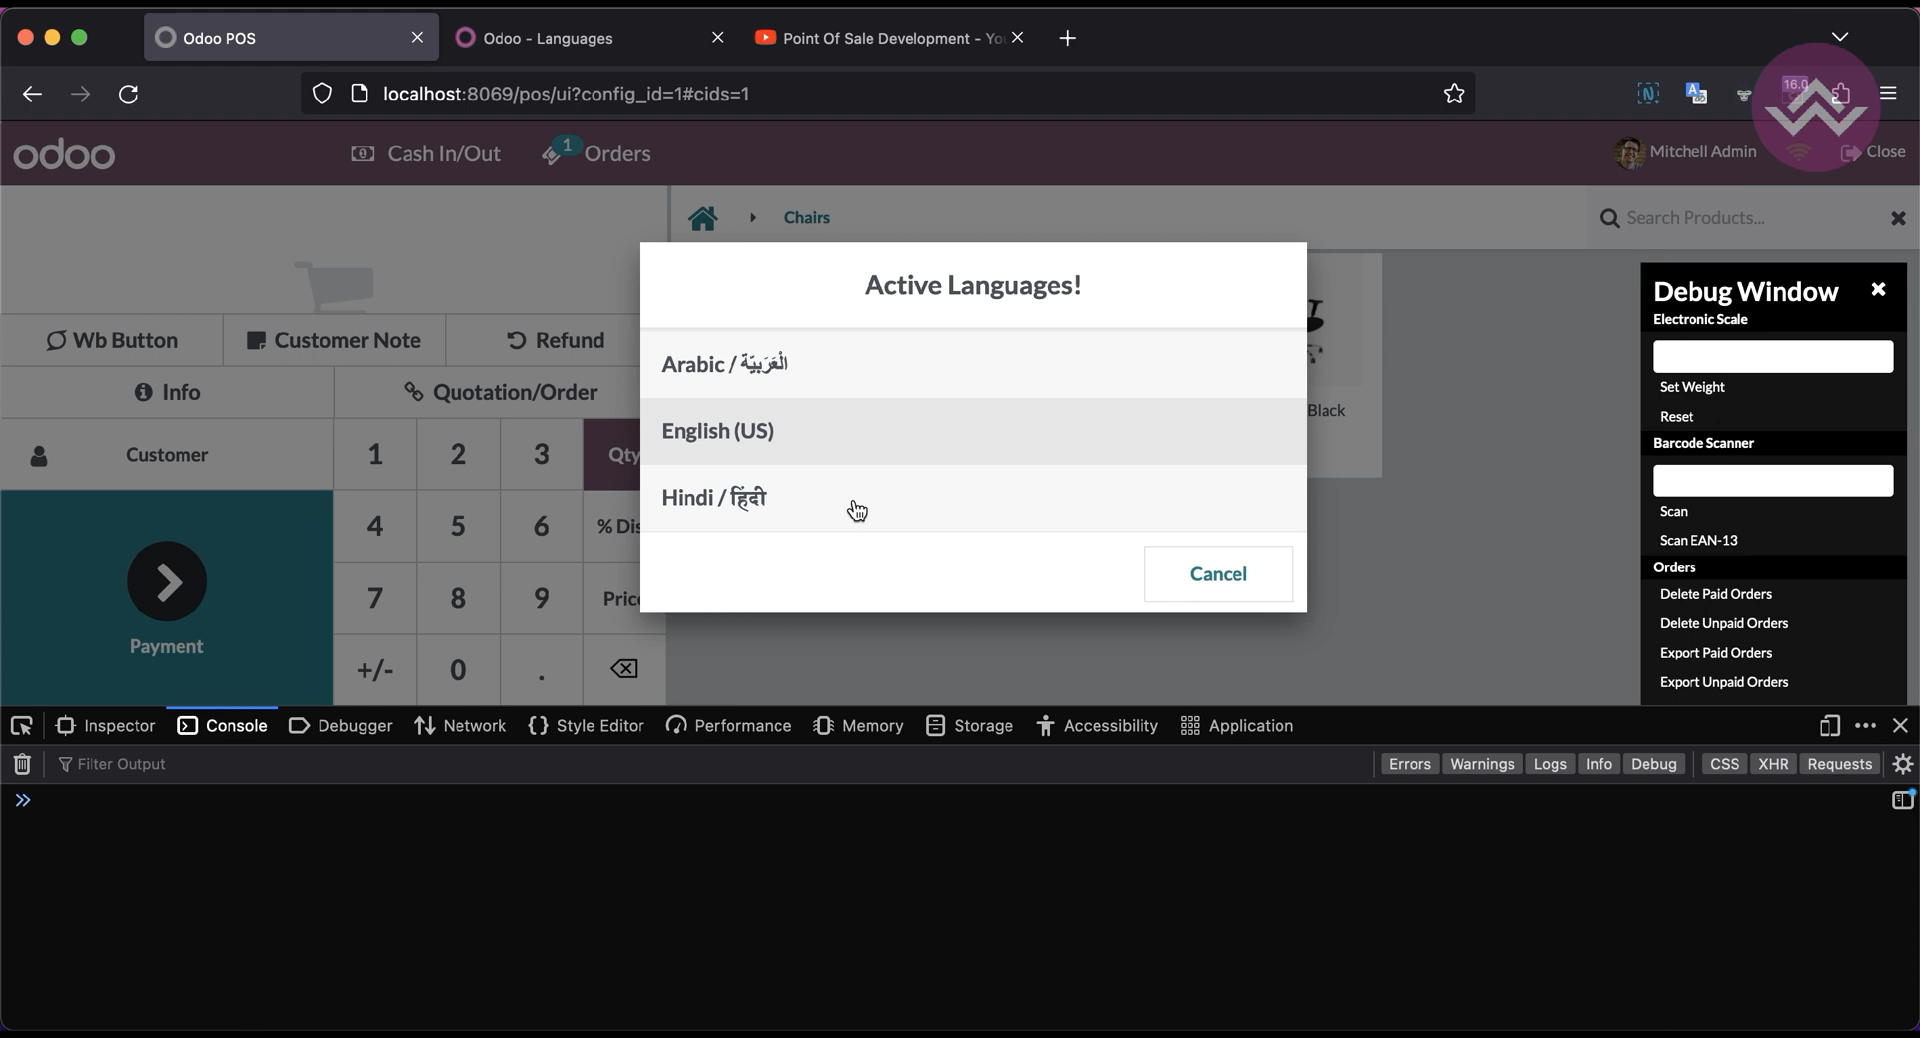 Odoo POS
Odoo - Languages
Point Of Sale Development - You
localhost:8069/pos/ui?config_id=1#cids=1
16.0
odoo
Cash In/Out
1
Orders
Mitchell Admin
Close
Chairs
Search Products...
Active Languages!
Arabic / الْعَرَبيّة
English (US)
Hindi / हिंदी
Cancel
Black
Wb Button
Customer Note
Refund
Info
Quotation/Order
Customer
1
2
3
Qty
4
5
6
% Dis
7
8
9
Price
+/-
0
.
Payment
Debug Window
Electronic Scale
Set Weight
Reset
Barcode Scanner
Scan
Scan EAN-13
Orders
Delete Paid Orders
Delete Unpaid Orders
Export Paid Orders
Export Unpaid Orders
Inspector
Console
Debugger
Network
Style Editor
Performance
Memory
Storage
Accessibility
Application
Filter Output
Errors
Warnings
Logs
Info
Debug
CSS
XHR
Requests